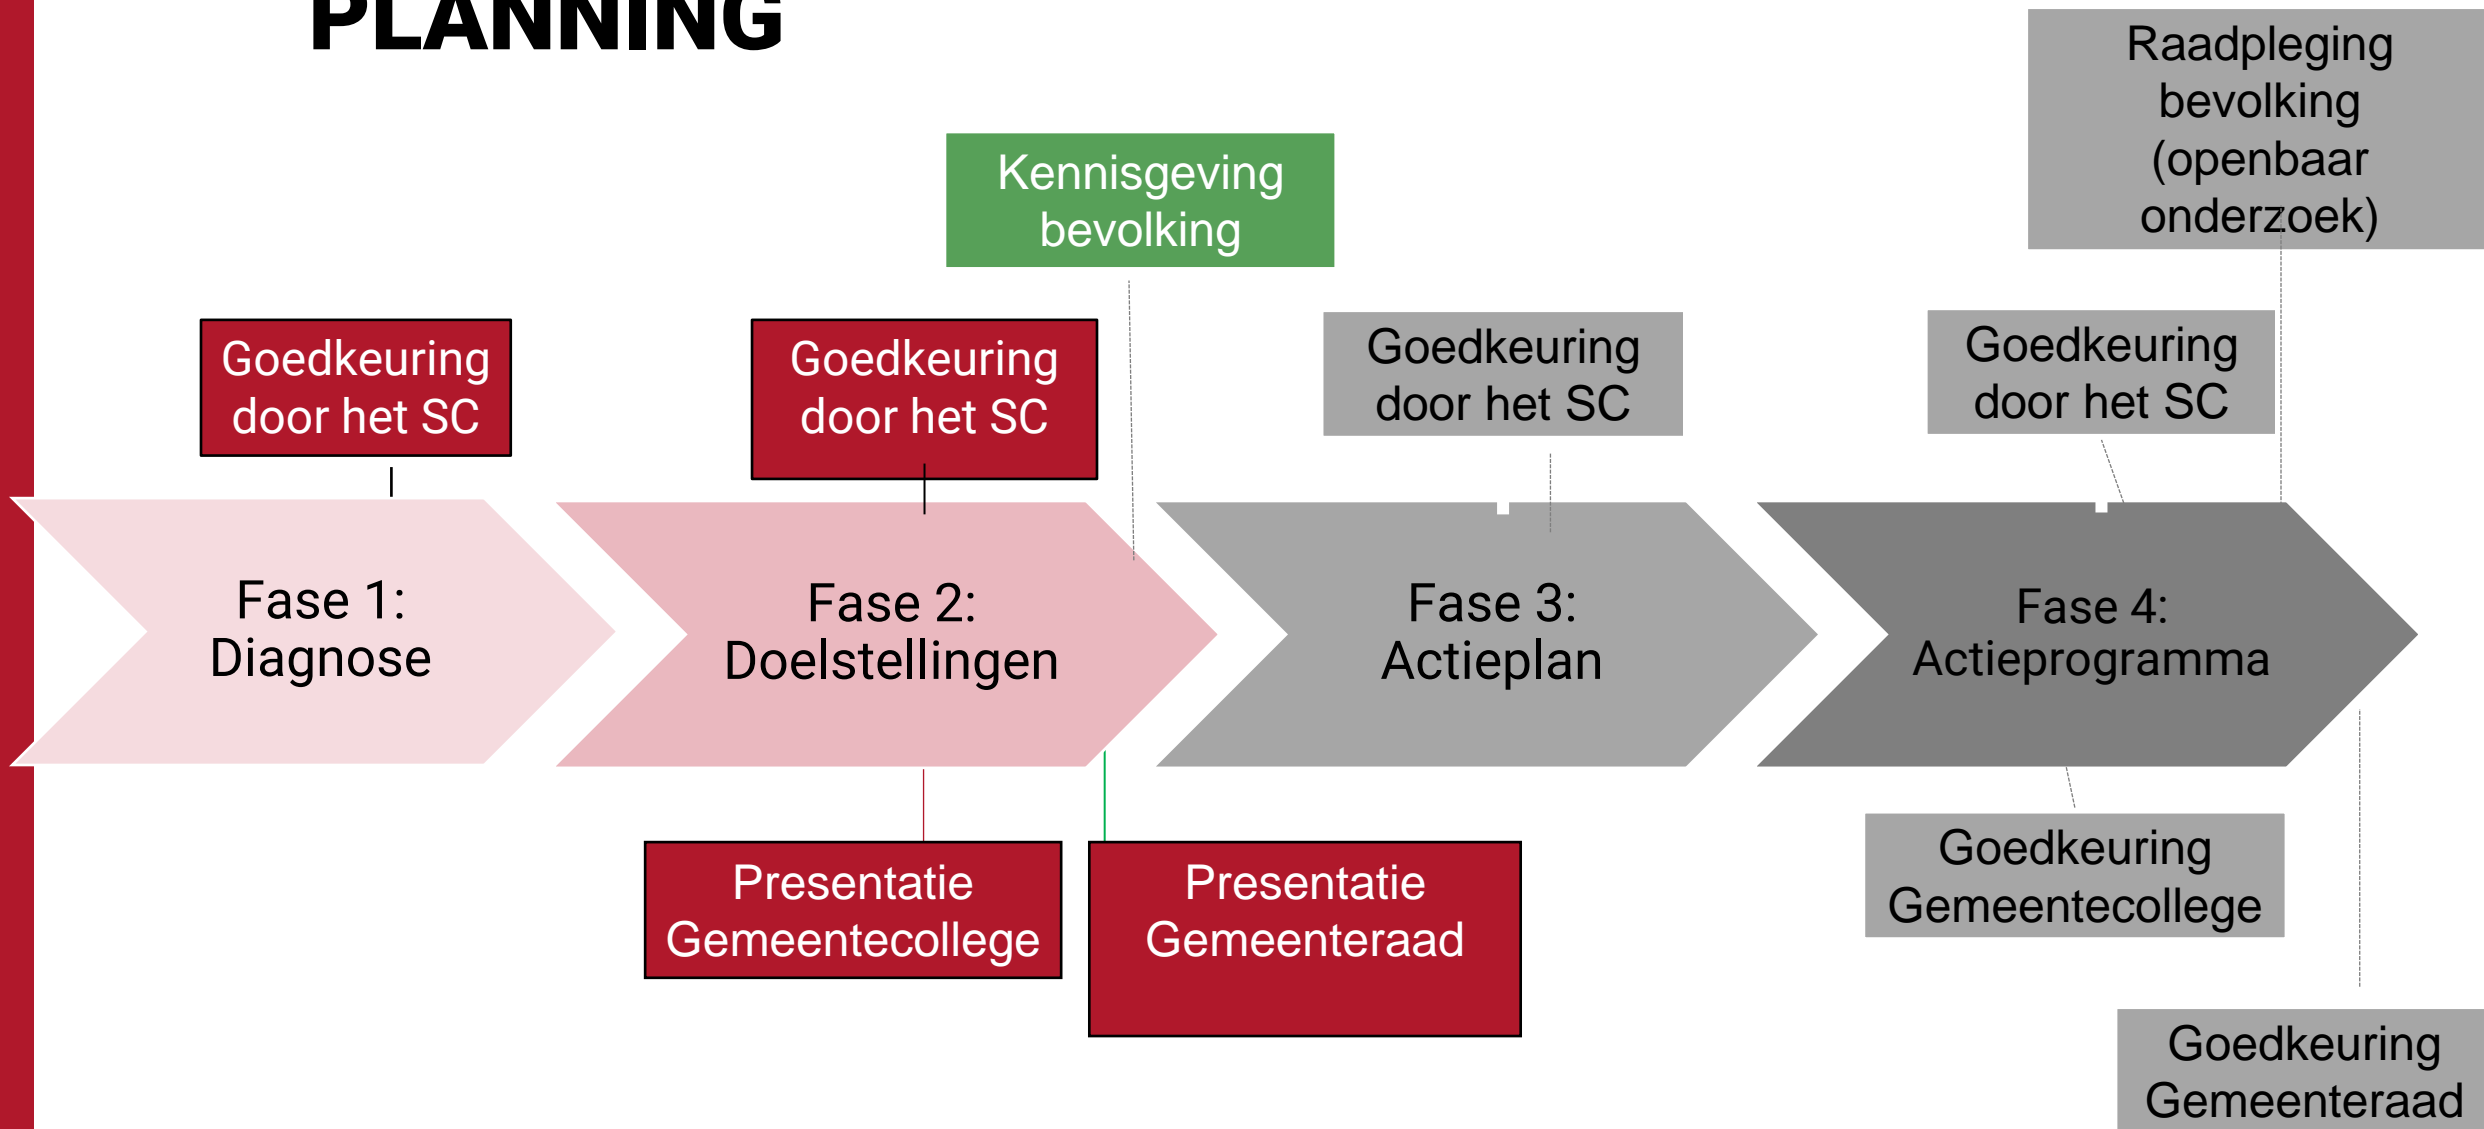 PLANNING
Raadpleging
bevolking
(openbaar
onderzoek)
Kennisgeving
bevolking
Goedkeuring
door het SC
Goedkeuring
door het SC
Goedkeuring
door het SC
Goedkeuring
door het SC
Fase 1:
Diagnose
Fase 2:
Doelstellingen
Fase 3:
Actieplan
Fase 4:
Actieprogramma
Presentatie
Gemeentecollege
Presentatie
Gemeenteraad
Goedkeuring
Gemeentecollege
Goedkeuring
Gemeenteraad